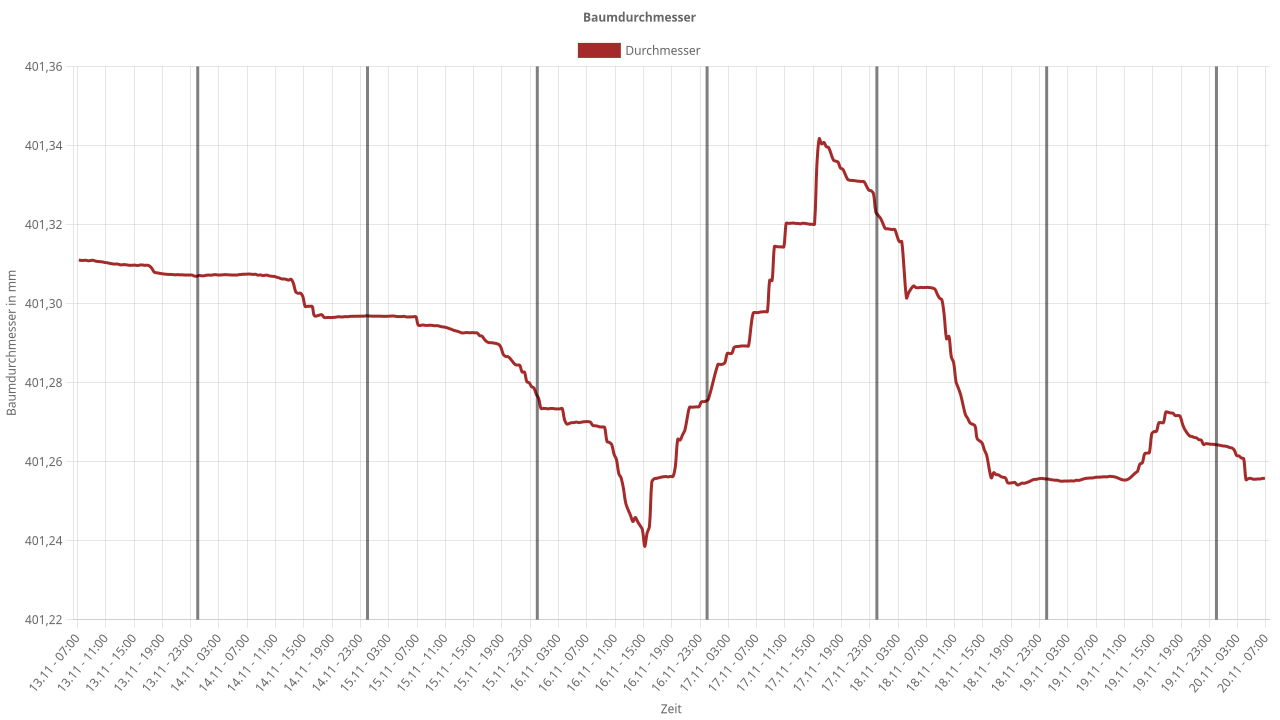 Baumdurchmesser
Durchmesser
401,36
401,34
401,32
401,30
401,28
401,26
401,24
401,22
Baumdurchmesser in mm
13.11 - 07:00
13.11 - 11:00
13.11 - 15:00
13.11 - 19:00
13.11 - 23:00
14.11 - 03:00
14.11 - 07:00
14.11 - 11:00
14.11 - 15:00
14.11 - 19:00
14.11 - 23:00
15.11 - 03:00
15.11 - 07:00
15.11 - 11:00
15.11 - 15:00
15.11 - 19:00
15.11 - 23:00
16.11 - 03:00
16.11 - 07:00
16.11 - 11:00
16.11 - 15:00
16.11 - 19:00
16.11 - 23:00
17.11 - 03:00
17.11 - 07:00
17.11 - 11:00
17.11 - 15:00
17.11 - 19:00
17.11 - 23:00
18.11 - 03:00
18.11 - 07:00
18.11 - 11:00
18.11 - 15:00
18.11 - 19:00
18.11 - 23:00
19.11 - 03:00
19.11 - 07:00
19.11 - 11:00
19.11 - 15:00
19.11 - 19:00
19.11 - 23:00
20.11 - 03:00
20.11 - 07:00
Zeit